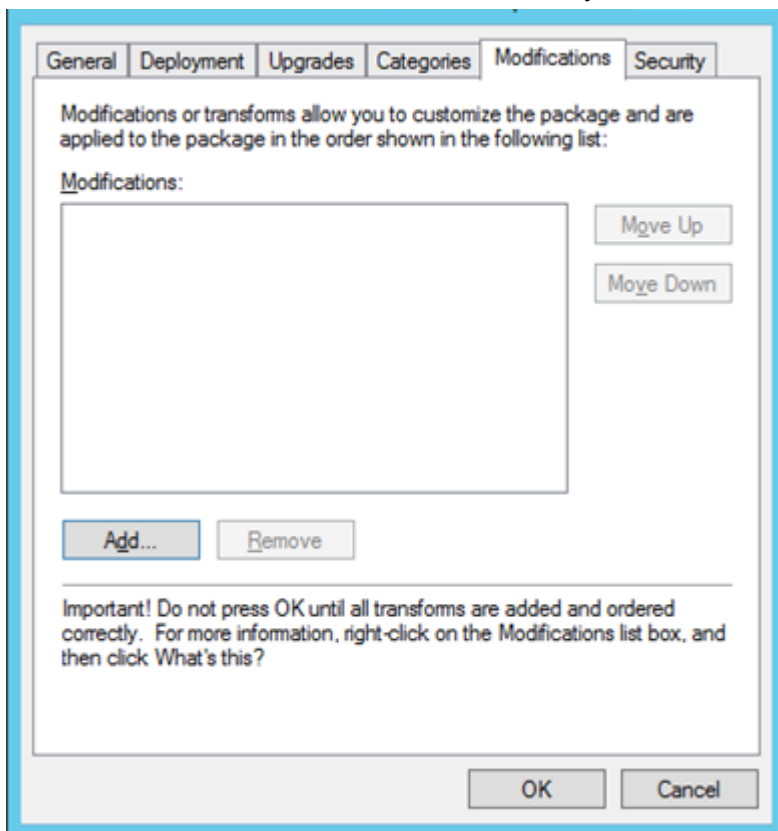 General Deployment Upgrades Categories Modifications Security
Modifications or transforms allow you to customize the package and are
applied to the package in the order shown in the following list:
Modifications:
Move Up
Move Down
Add... Remove
Important! Do not press OK until all transforms are added and ordered
correctly. For more information, right-click on the Modifications list box, and
then click What's this?
OK Cancel